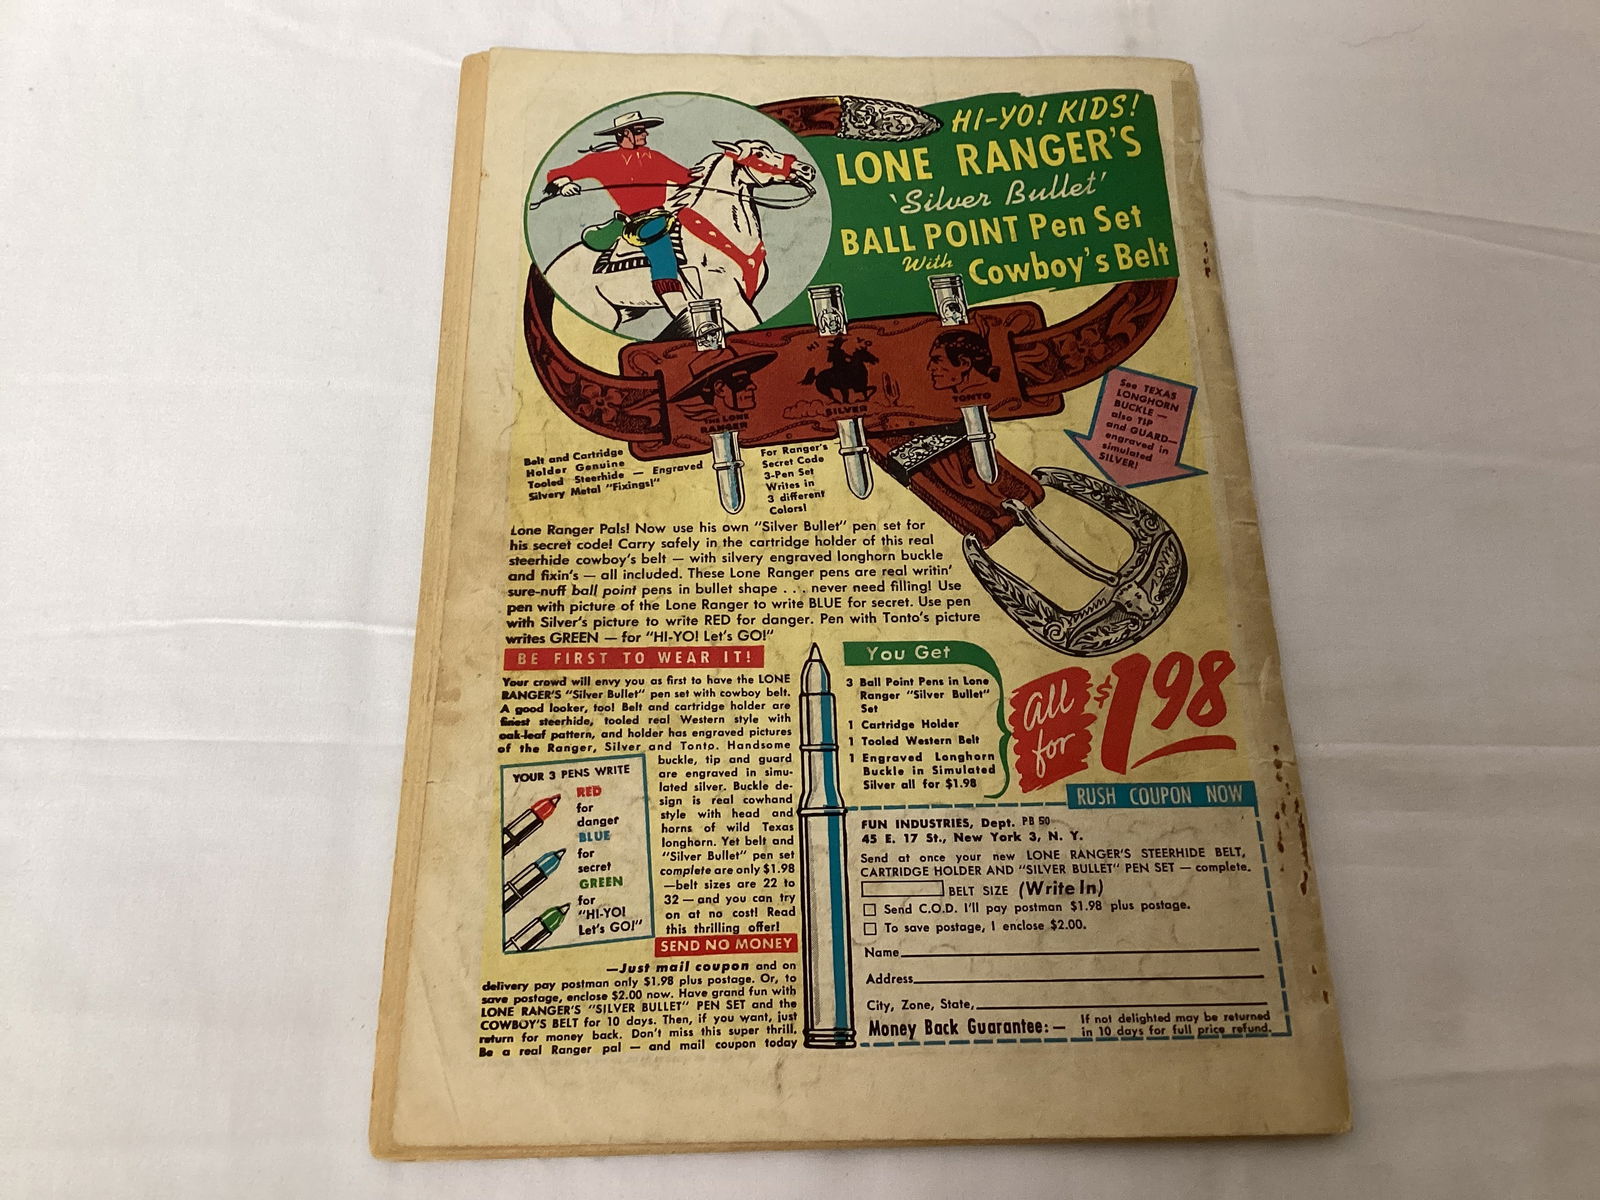 HI-YO! KIDS!
LONE RANGER'S
'Silver Bullet'
BALL POINT Pen Set
With Cowboy's Belt
THE LONE
RANGER
HI YO
SILVER
TONTO
See TEXAS
LONGHORN
BUCKLE —
also TIP
and GUARD—
engraved in
simulated
SILVER!
Belt and Cartridge
Holder Genuine
Tooled Steerhide — Engraved
Silvery Metal "Fixings!"
For Ranger's
Secret Code
3-Pen Set
Writes in
3 different
Colors!
Lone Ranger Pals! Now use his own "Silver Bullet" pen set for
his secret code! Carry safely in the cartridge holder of this real
steerhide cowboy's belt — with silvery engraved longhorn buckle
and fixin's — all included. These Lone Ranger pens are real writin'
sure-nuff ball point pens in bullet shape . . . never need filling! Use
pen with picture of the Lone Ranger to write BLUE for secret. Use pen
with Silver's picture to write RED for danger. Pen with Tonto's picture
writes GREEN — for "HI-YO! Let's GO!"
BE FIRST TO WEAR IT!
Your crowd will envy you as first to have the LONE
RANGER'S "Silver Bullet" pen set with cowboy belt.
A good looker, too! Belt and cartridge holder are
finest steerhide, tooled real Western style with
oak-leaf pattern, and holder has engraved pictures
of the Ranger, Silver and Tonto. Handsome
buckle, tip and guard
are engraved in simu-
lated silver. Buckle de-
sign is real cowhand
style with head and
horns of wild Texas
longhorn. Yet belt and
"Silver Bullet" pen set
complete are only $1.98
—belt sizes are 22 to
32 — and you can try
on at no cost! Read
this thrilling offer!
YOUR 3 PENS WRITE
RED
for
danger
BLUE
for
secret
GREEN
for
"HI-YO!
Let's GO!"
SEND NO MONEY
—Just mail coupon and on
delivery pay postman only $1.98 plus postage. Or, to
save postage, enclose $2.00 now. Have grand fun with
LONE RANGER'S "SILVER BULLET" PEN SET and the
COWBOY'S BELT for 10 days. Then, if you want, just
return for money back. Don't miss this super thrill.
Be a real Ranger pal — and mail coupon today
You Get
3 Ball Point Pens in Lone
Ranger "Silver Bullet"
Set
1 Cartridge Holder
1 Tooled Western Belt
1 Engraved Longhorn
Buckle in Simulated
Silver all for $1.98
All
for
$1.98
RUSH COUPON NOW
FUN INDUSTRIES, Dept. PB 50
45 E. 17 St., New York 3, N. Y.
Send at once your new LONE RANGER'S STEERHIDE BELT,
CARTRIDGE HOLDER AND "SILVER BULLET" PEN SET — complete.
BELT SIZE (Write In)
Send C.O.D. I'll pay postman $1.98 plus postage.
To save postage, I enclose $2.00.
Name
Address
City, Zone, State,
Money Back Guarantee: — If not delighted may be returned
in 10 days for full price refund.